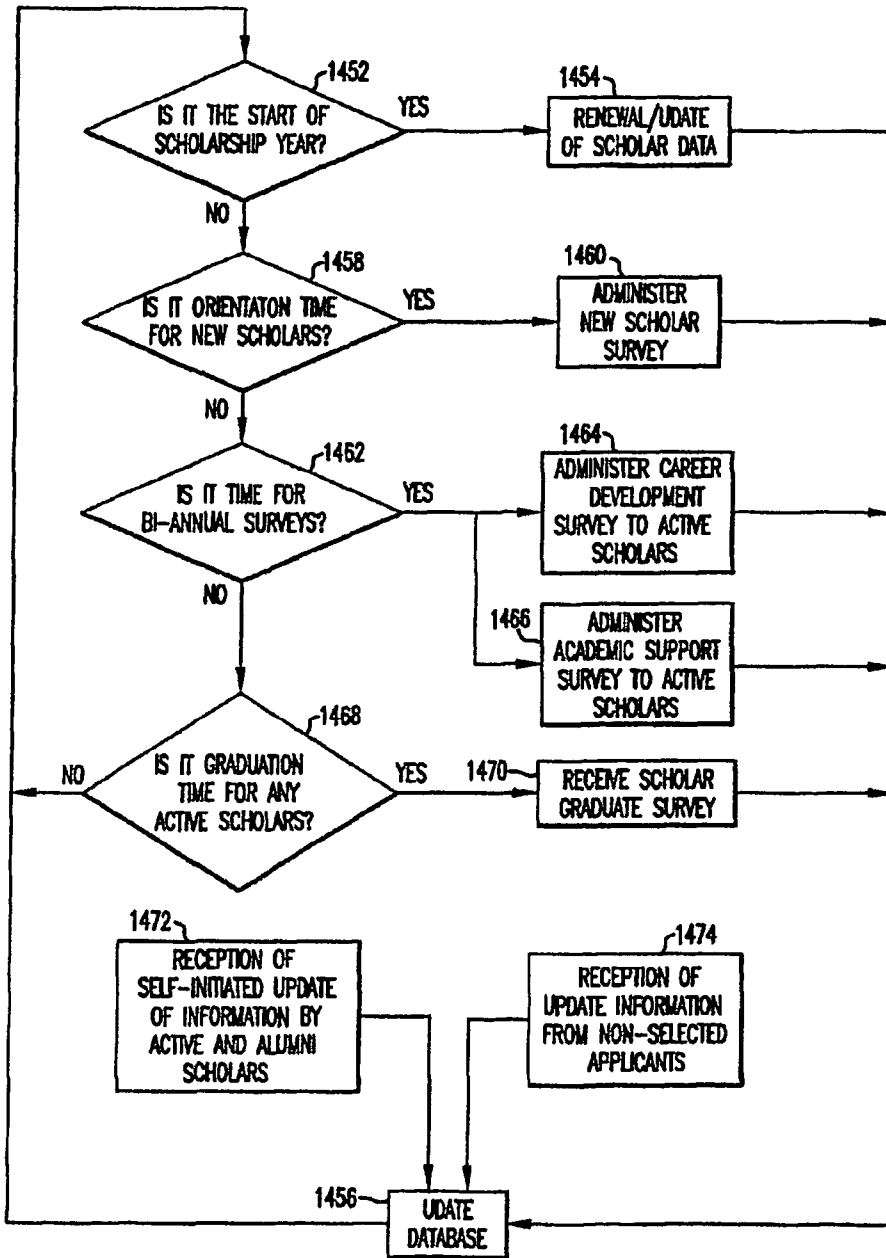 1452
IS IT THE START OF
SCHOLARSHIP YEAR?
YES
NO
1454
RENEWAL/UDATE
OF SCHOLAR DATA
1458
IS IT ORIENTATON TIME
FOR NEW SCHOLARS?
YES
NO
1460
ADMINISTER
NEW SCHOLAR
SURVEY
1462
IS IT TIME FOR
BI-ANNUAL SURVEYS?
YES
NO
1464
ADMINISTER CAREER
DEVELOPMENT
SURVEY TO ACTIVE
SCHOLARS
1466
ADMINISTER
ACADEMIC SUPPORT
SURVEY TO ACTIVE
SCHOLARS
1468
IS IT GRADUATION
TIME FOR ANY
ACTIVE SCHOLARS?
NO
YES
1470
RECEIVE SCHOLAR
GRADUATE SURVEY
1472
RECEPTION OF
SELF-INITIATED UPDATE
OF INFORMATION BY
ACTIVE AND ALUMNI
SCHOLARS
1474
RECEPTION OF
UPDATE INFORMATION
FROM NON-SELECTED
APPLICANTS
1456
UDATE
DATABASE